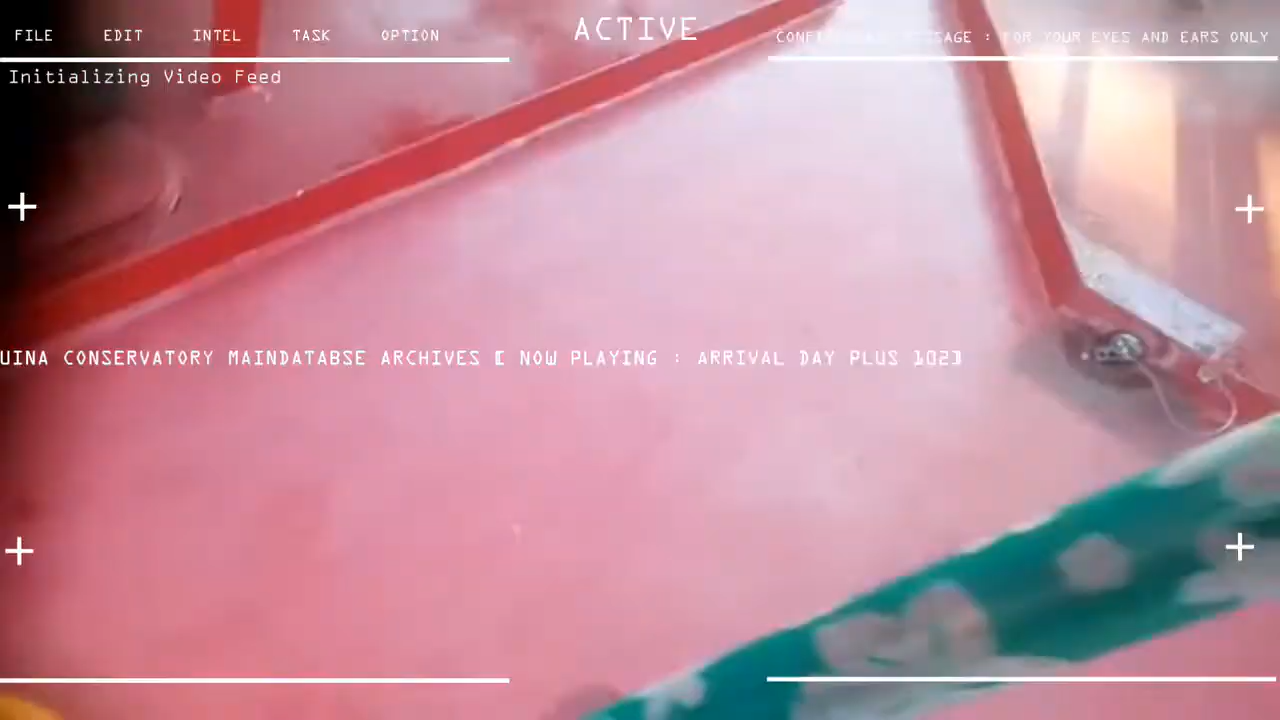 FILE EDIT INTEL TASK OPTION
ACTIVE
: FOR YOUR EYES AND EARS ONLY
Initializing Video Feed
UINA CONSERVATORY MAINDATABSE ARCHIVES [ NOW PLAYING : ARRIVAL DAY PLUS 102]